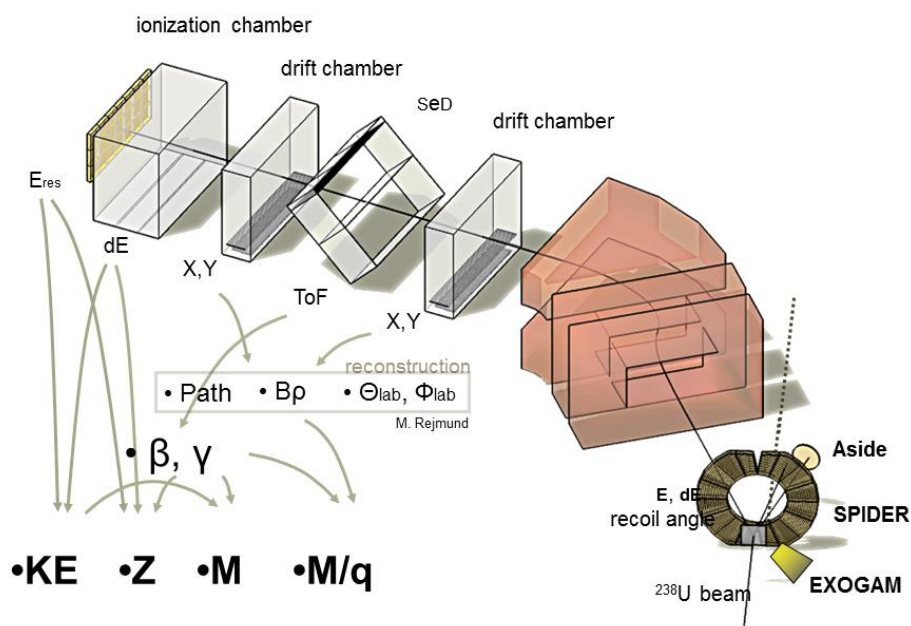 ionization chamber
drift chamber
SeD
drift chamber
Eres
dE
X,Y
ToF
X,Y
reconstruction
• Path • Bρ • Θlab, Φlab
M. Rejmund
• β, γ
Aside
E, dE
recoil angle
SPIDER
EXOGAM
238U beam
•KE •Z •M •M/q